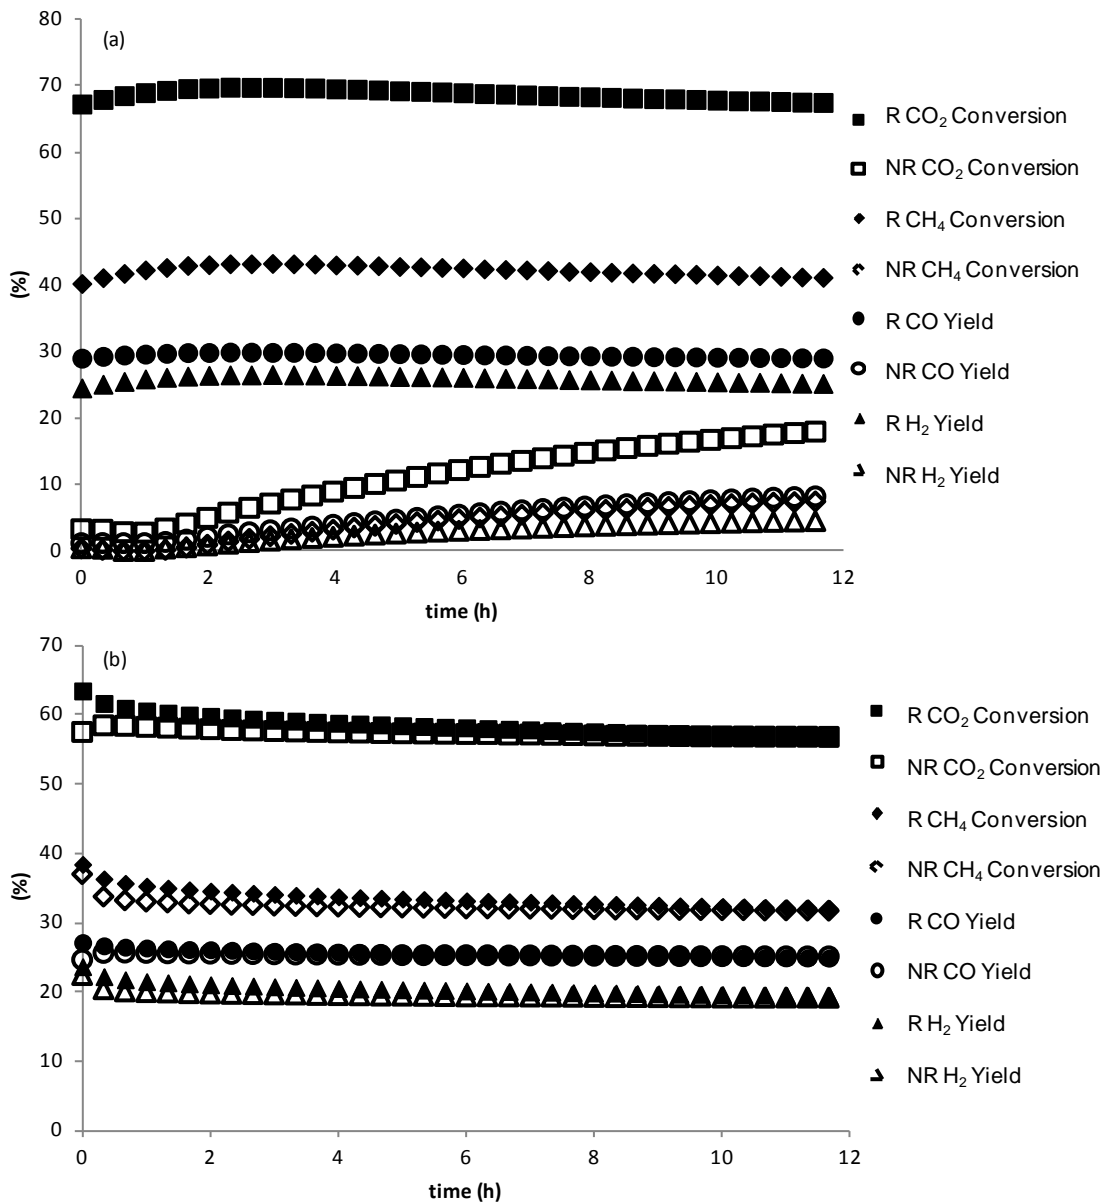 80
(a)
70
60
50
40
30
20
10
0
(%)
0 2 4 6 8 10 12
time (h)
R CO₂ Conversion
NR CO₂ Conversion
R CH₄ Conversion
NR CH₄ Conversion
R CO Yield
NR CO Yield
R H₂ Yield
NR H₂ Yield
70
(b)
60
50
40
30
20
10
0
(%)
0 2 4 6 8 10 12
time (h)
R CO₂ Conversion
NR CO₂ Conversion
R CH₄ Conversion
NR CH₄ Conversion
R CO Yield
NR CO Yield
R H₂ Yield
NR H₂ Yield